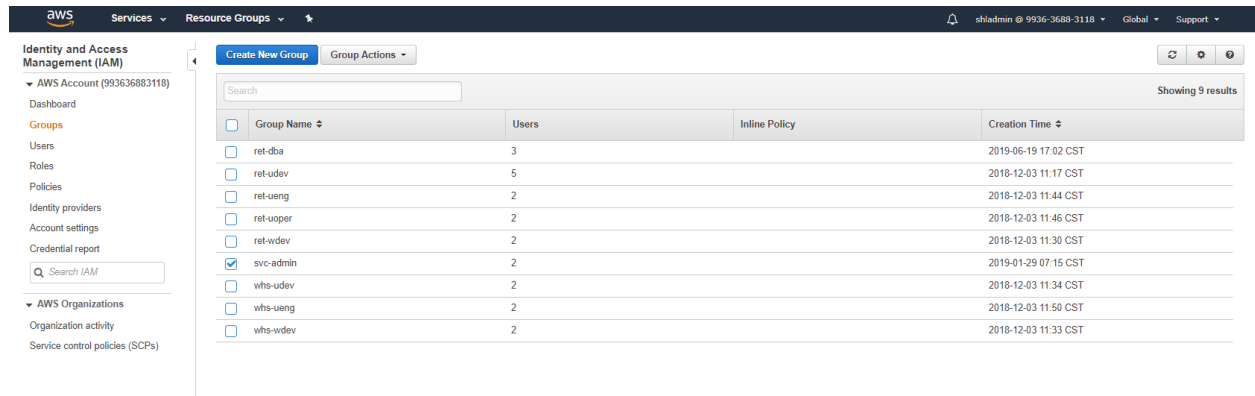 aws Services Resource Groups shladmin @ 9936-3688-3118 Global Support
Identity and Access
Management (IAM)
AWS Account (993636883118)
Dashboard
Groups
Users
Roles
Policies
Identity providers
Account settings
Credential report
Search IAM
AWS Organizations
Organization activity
Service control policies (SCPs)
Create New Group Group Actions
Search Showing 9 results
Group Name Users Inline Policy Creation Time
ret-dba 3 2019-06-19 17:02 CST
ret-udev 5 2018-12-03 11:17 CST
ret-ueng 2 2018-12-03 11:44 CST
ret-uoper 2 2018-12-03 11:46 CST
ret-wdev 2 2018-12-03 11:30 CST
svc-admin 2 2019-01-29 07:15 CST
whs-udev 2 2018-12-03 11:34 CST
whs-ueng 2 2018-12-03 11:50 CST
whs-wdev 2 2018-12-03 11:33 CST